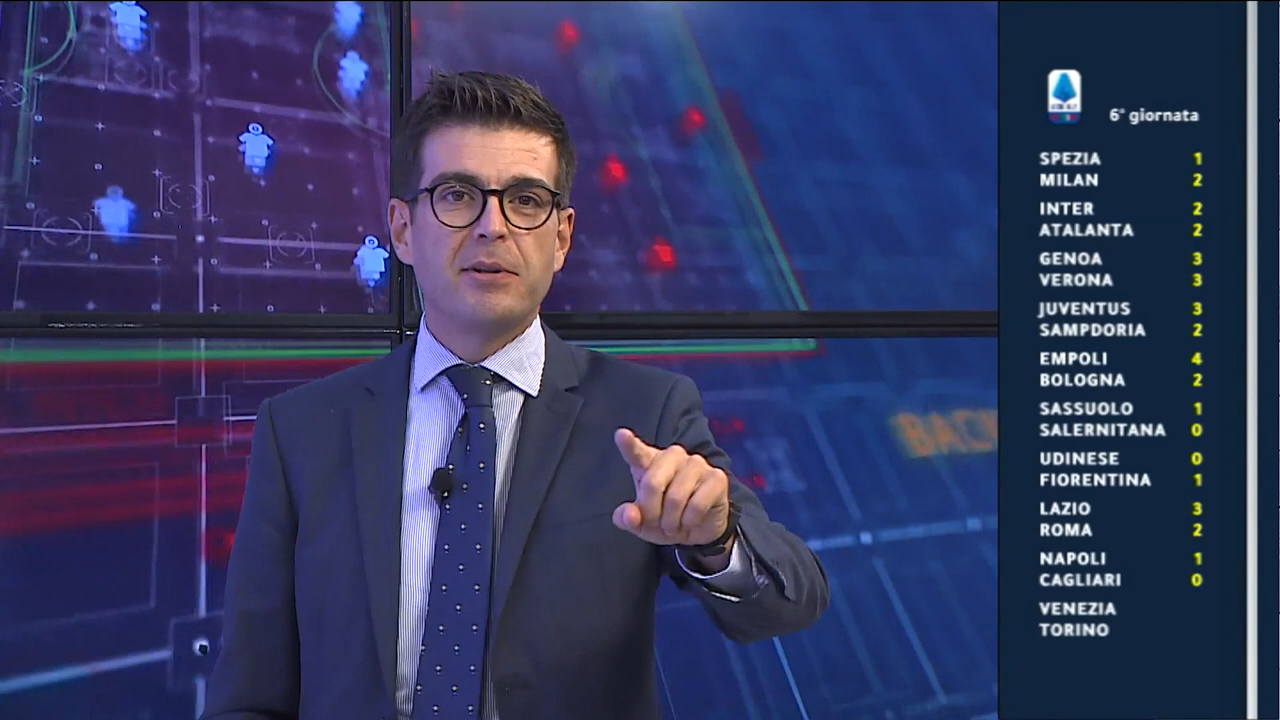 6ª giornata
SPEZIA 1
MILAN 2
INTER 2
ATALANTA 2
GENOA 3
VERONA 3
JUVENTUS 3
SAMPDORIA 2
EMPOLI 4
BOLOGNA 2
SASSUOLO 1
SALERNITANA 0
UDINESE 0
FIORENTINA 1
LAZIO 3
ROMA 2
NAPOLI 1
CAGLIARI 0
VENEZIA
TORINO